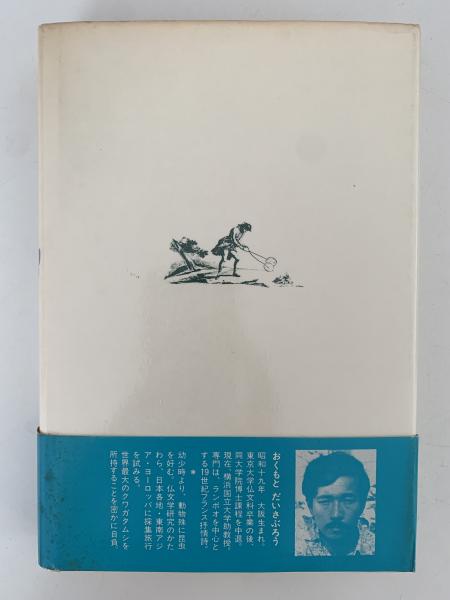 おくもと だいさぶろう
昭和十九年 大阪生まれ。
東京大学仏文科卒業の後、
同大学院博士課程を中退。
現在、横浜国立大学助教授。
専門は、ランボオを中心と
する19世紀フランス抒情詩。
＊
幼少時より、動物殊に昆虫
を好む。仏文学研究のかた
わら、日本各地・東南アジ
ア・ヨーロッパに採集旅行
を試みる。
世界最大のクワガタムシを
所持することを密かに自負。